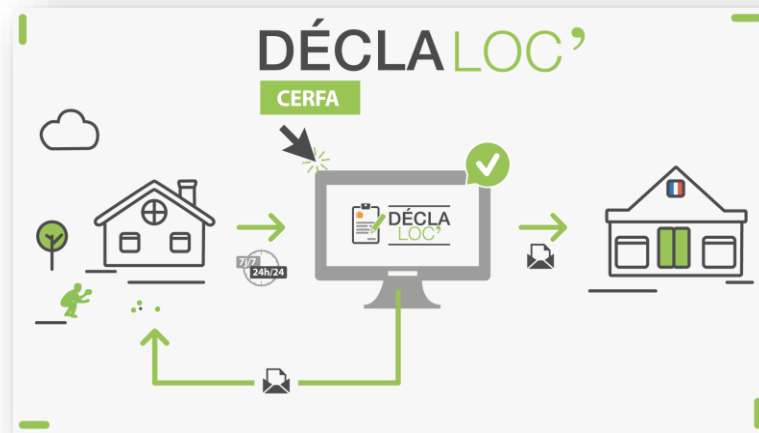 DÉCLALOC’
CERFA
DÉCLA
LOC’
7j/7
24h/24